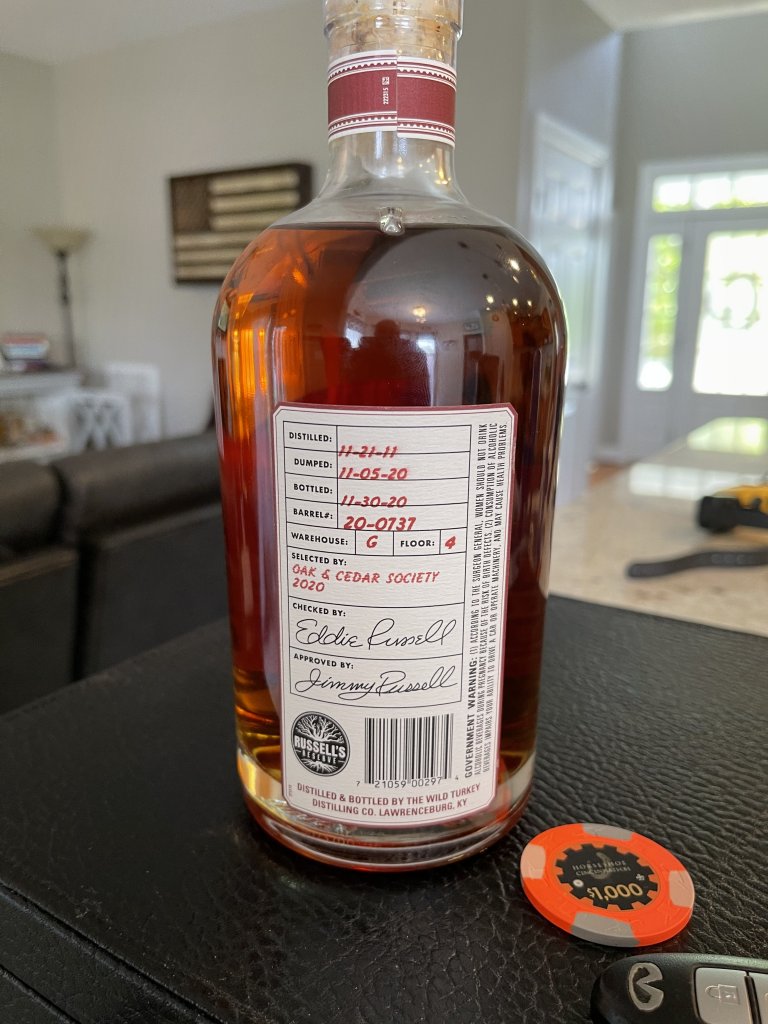 DISTILLED: 11-21-11
DUMPED: 11-05-20
BOTTLED: 11-30-20
BARREL#: 20-0737
WAREHOUSE: G FLOOR: 4
SELECTED BY:
OAK & CEDAR SOCIETY
2020
CHECKED BY:
Eddie Russell
APPROVED BY:
Jimmy Russell
RUSSELL'S
RESERVE
7 21059 00297 4
DISTILLED & BOTTLED BY THE WILD TURKEY
DISTILLING CO. LAWRENCEBURG, KY
GOVERNMENT WARNING: (1) ACCORDING TO THE SURGEON GENERAL, WOMEN SHOULD NOT DRINK
ALCOHOLIC BEVERAGES DURING PREGNANCY BECAUSE OF THE RISK OF BIRTH DEFECTS. (2) CONSUMPTION OF ALCOHOLIC
BEVERAGES IMPAIRS YOUR ABILITY TO DRIVE A CAR OR OPERATE MACHINERY, AND MAY CAUSE HEALTH PROBLEMS.
HORSESHOE
CINCINNATI
$1,000